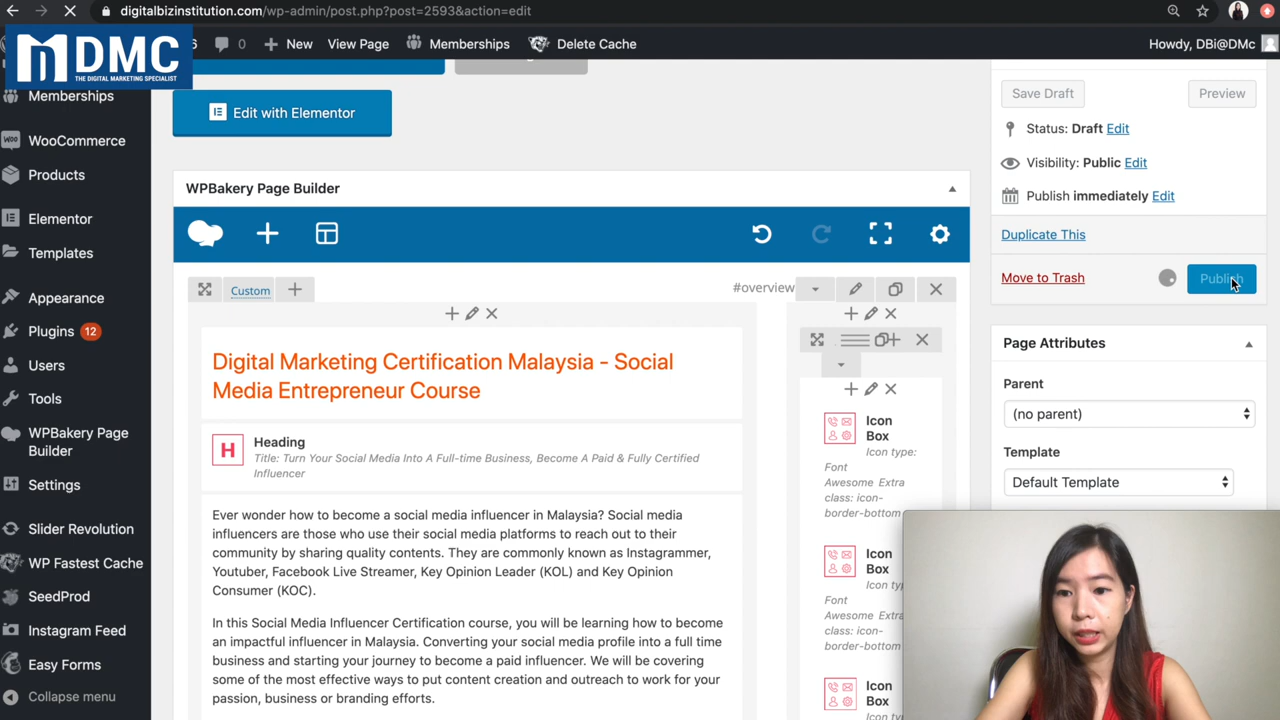 digitalbizinstitution.com/wp-admin/post.php?post=2593&action=edit
DMC
THE DIGITAL MARKETING SPECIALIST
6
0
New
View Page
Memberships
Delete Cache
Howdy, DBi@DMc
Memberships
WooCommerce
Products
Elementor
Templates
Appearance
Plugins 12
Users
Tools
WPBakery Page
Builder
Settings
Slider Revolution
WP Fastest Cache
SeedProd
Instagram Feed
Easy Forms
Collapse menu
Edit with Elementor
WPBakery Page Builder
Custom
#overview
Digital Marketing Certification Malaysia - Social
Media Entrepreneur Course
H
Heading
Title: Turn Your Social Media Into A Full-time Business, Become A Paid & Fully Certified
Influencer
Ever wonder how to become a social media influencer in Malaysia? Social media
influencers are those who use their social media platforms to reach out to their
community by sharing quality contents. They are commonly known as Instagrammer,
Youtuber, Facebook Live Streamer, Key Opinion Leader (KOL) and Key Opinion
Consumer (KOC).
In this Social Media Influencer Certification course, you will be learning how to become
an impactful influencer in Malaysia. Converting your social media profile into a full time
business and starting your journey to become a paid influencer. We will be covering
some of the most effective ways to put content creation and outreach to work for your
passion, business or branding efforts.
Icon
Box
Icon type:
Font
Awesome Extra
class: icon-
border-bottom
Icon
Box
Icon typ
Font
Awesome Extra
class: icon-
border-bottom
Icon
Box
Icon typ
Save Draft
Preview
Status: Draft Edit
Visibility: Public Edit
Publish immediately Edit
Duplicate This
Move to Trash
Publish
Page Attributes
Parent
(no parent)
Template
Default Template